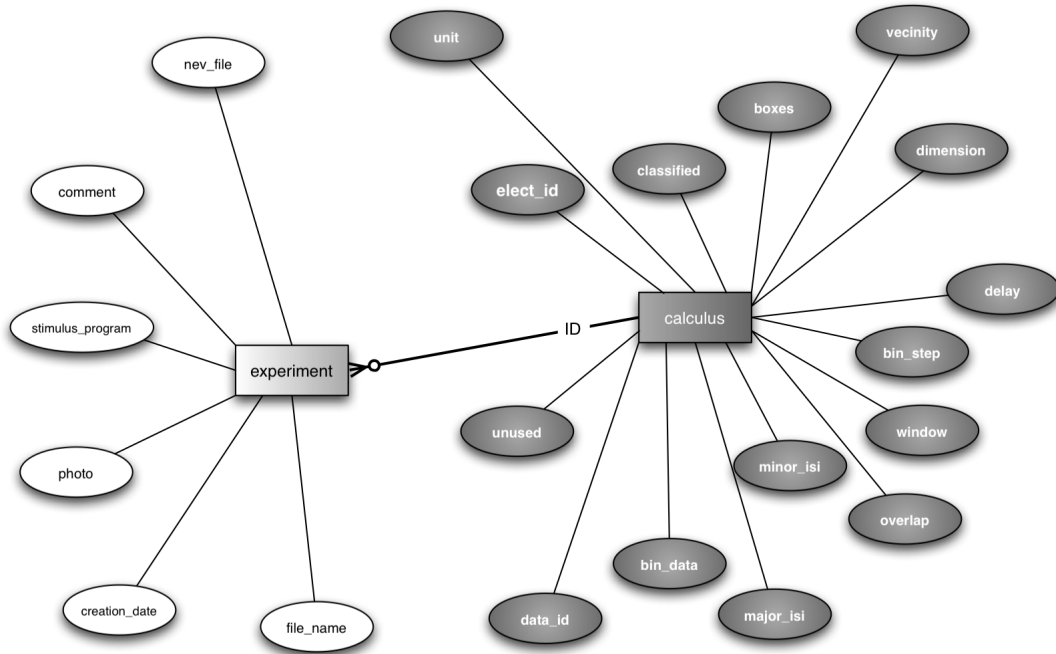 unit
vecinity
nev_file
boxes
dimension
classified
comment
elect_id
delay
stimulus_program
ID
calculus
bin_step
experiment
unused
window
photo
minor_isi
overlap
bin_data
creation_date
file_name
data_id
major_isi